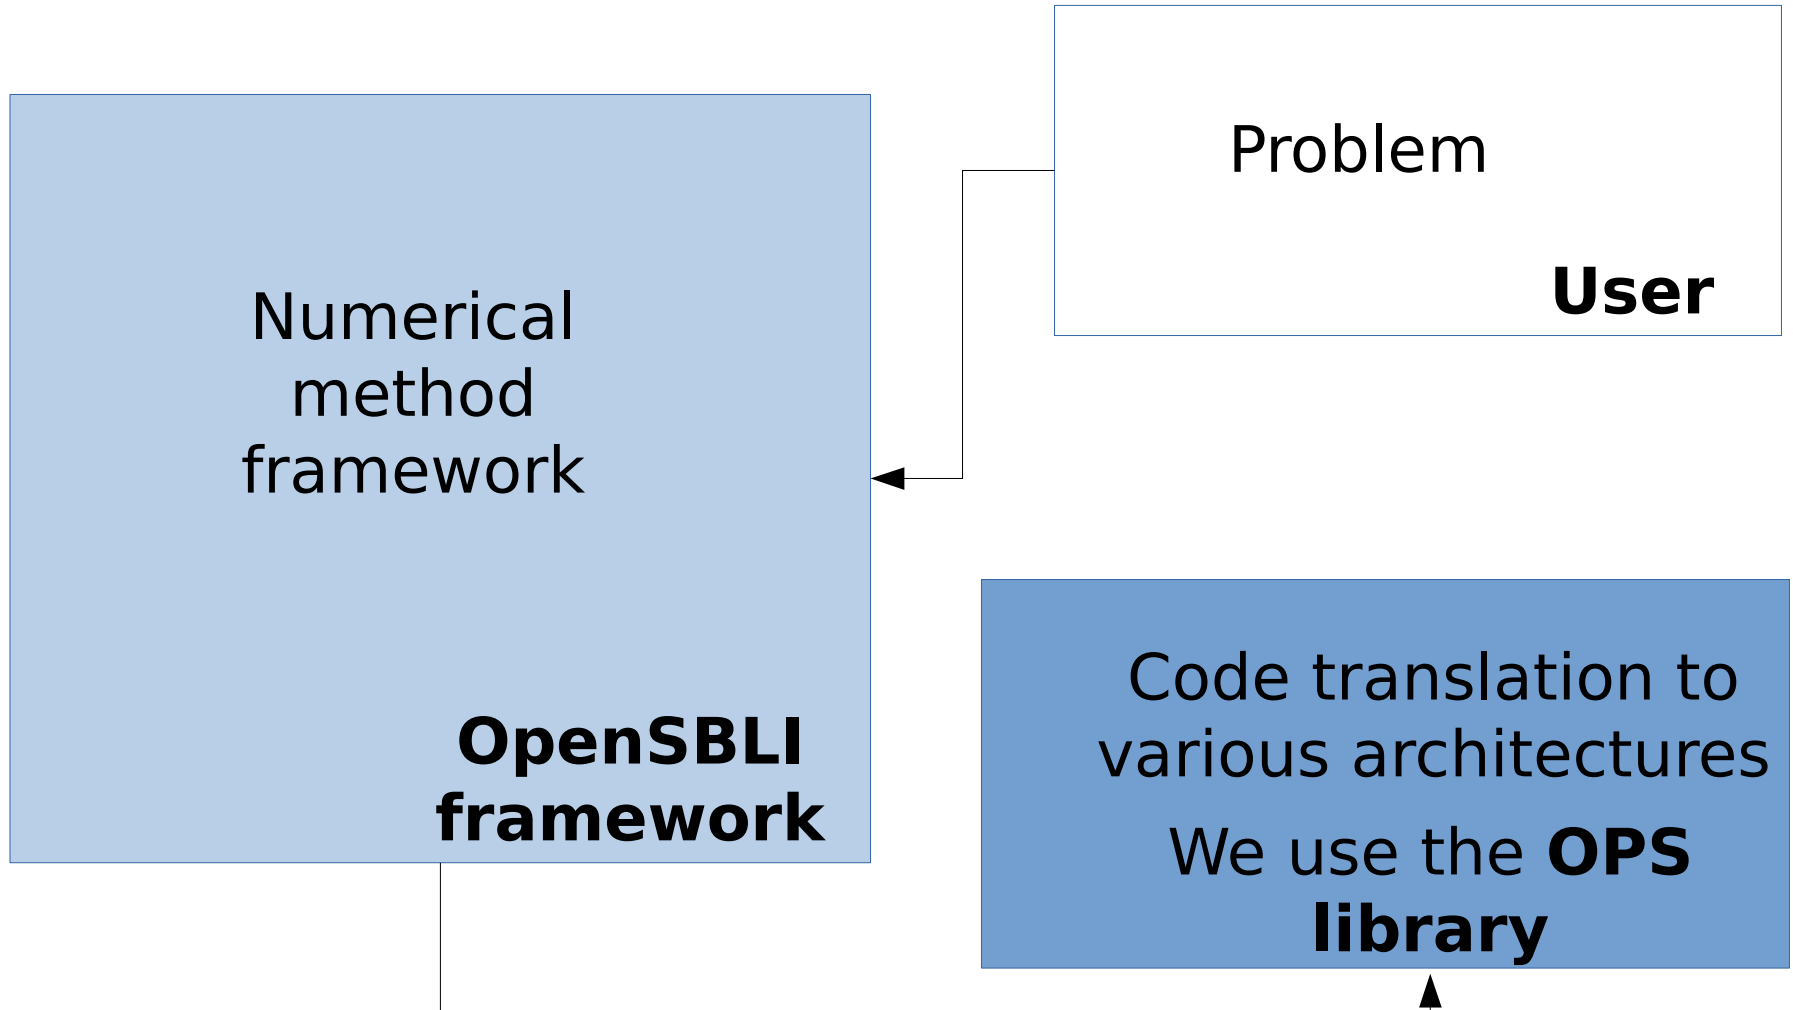 Problem
User
Numerical
method
framework
OpenSBLI
framework
Code translation to
various architectures
We use the OPS
library